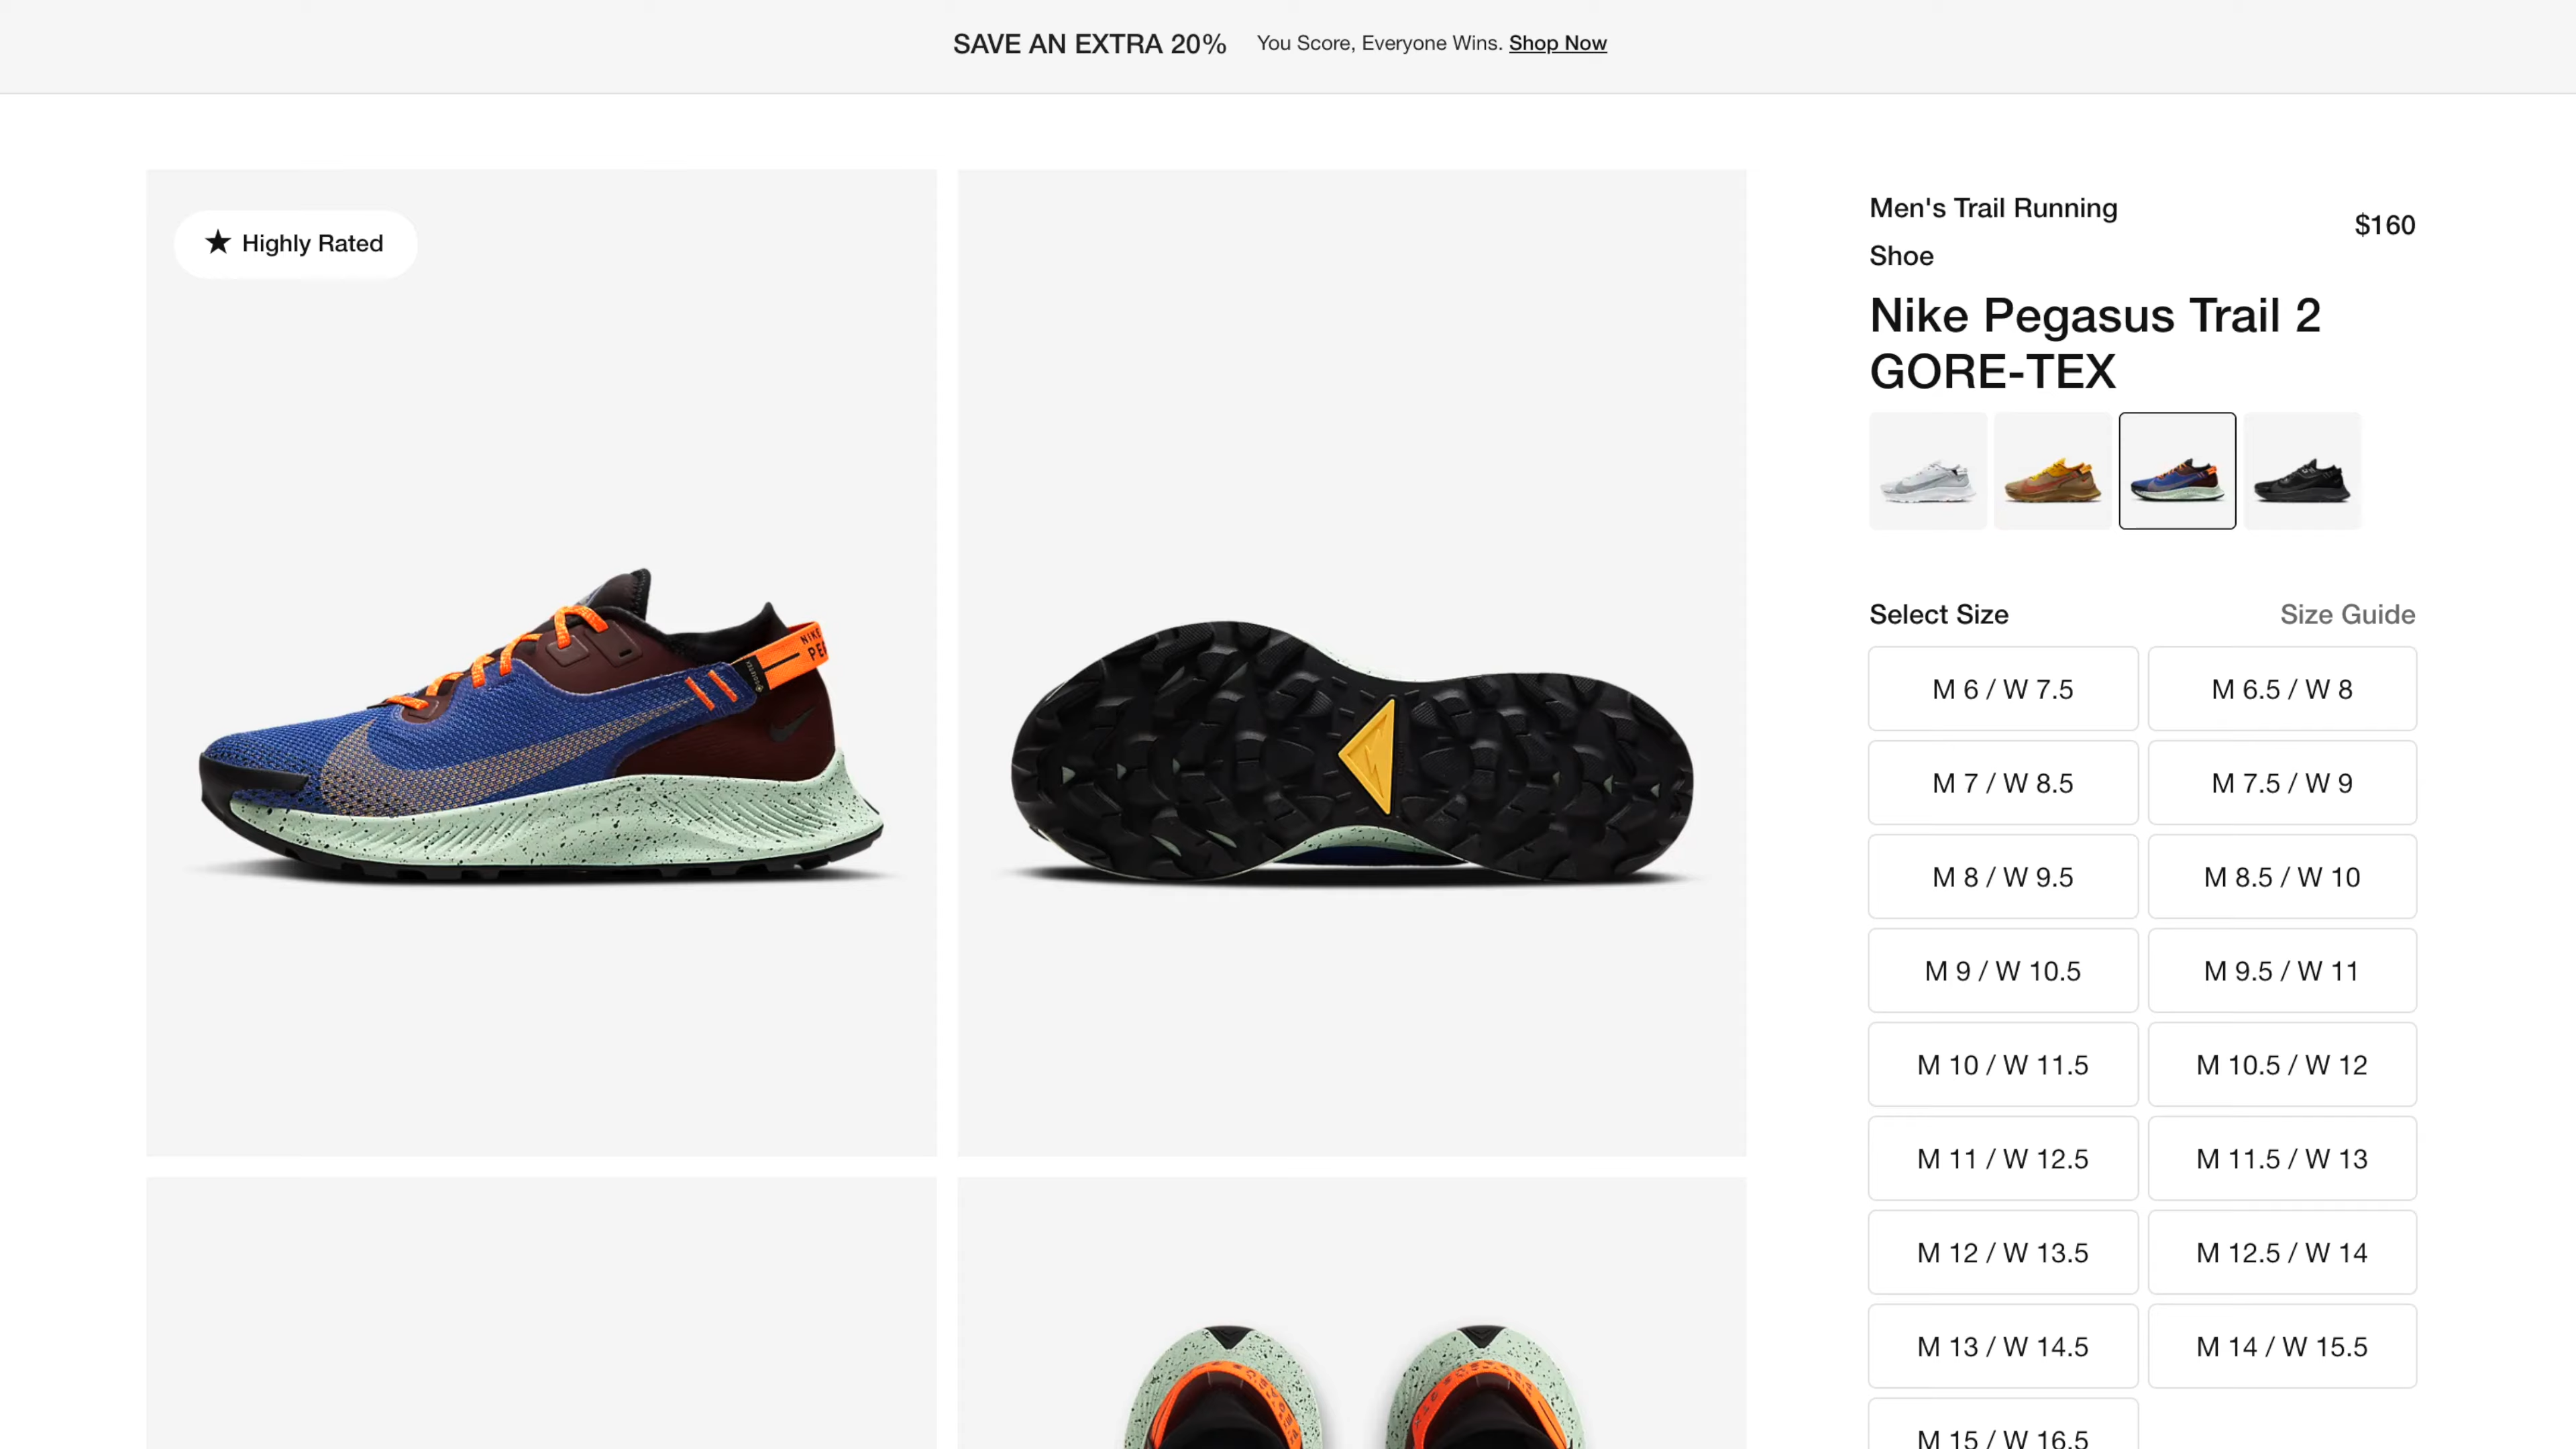 SAVE AN EXTRA 20% You Score, Everyone Wins. Shop Now
★ Highly Rated
Men's Trail Running
Shoe
$160
Nike Pegasus Trail 2
GORE-TEX
Select Size
Size Guide
M 6 / W 7.5
M 6.5 / W 8
M 7 / W 8.5
M 7.5 / W 9
M 8 / W 9.5
M 8.5 / W 10
M 9 / W 10.5
M 9.5 / W 11
M 10 / W 11.5
M 10.5 / W 12
M 11 / W 12.5
M 11.5 / W 13
M 12 / W 13.5
M 12.5 / W 14
M 13 / W 14.5
M 14 / W 15.5
M 15 / W 16.5